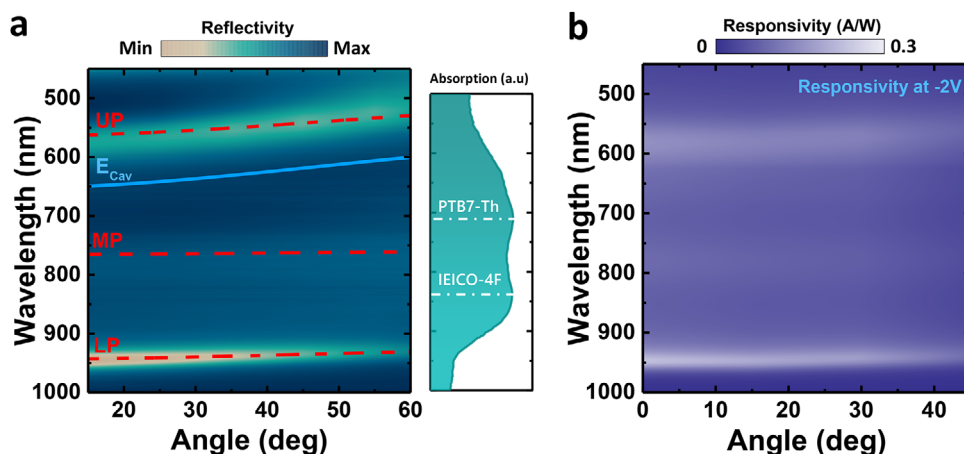 a
Reflectivity
Min
Max
Wavelength (nm)
500
600
700
800
900
1000
UP
E_Cav
MP
LP
20
30
40
50
60
Angle (deg)
Absorption (a.u)
PTB7-Th
IEICO-4F
b
Responsivity (A/W)
0
0.3
Responsivity at -2V
Wavelength (nm)
500
600
700
800
900
1000
0
10
20
30
40
Angle (deg)